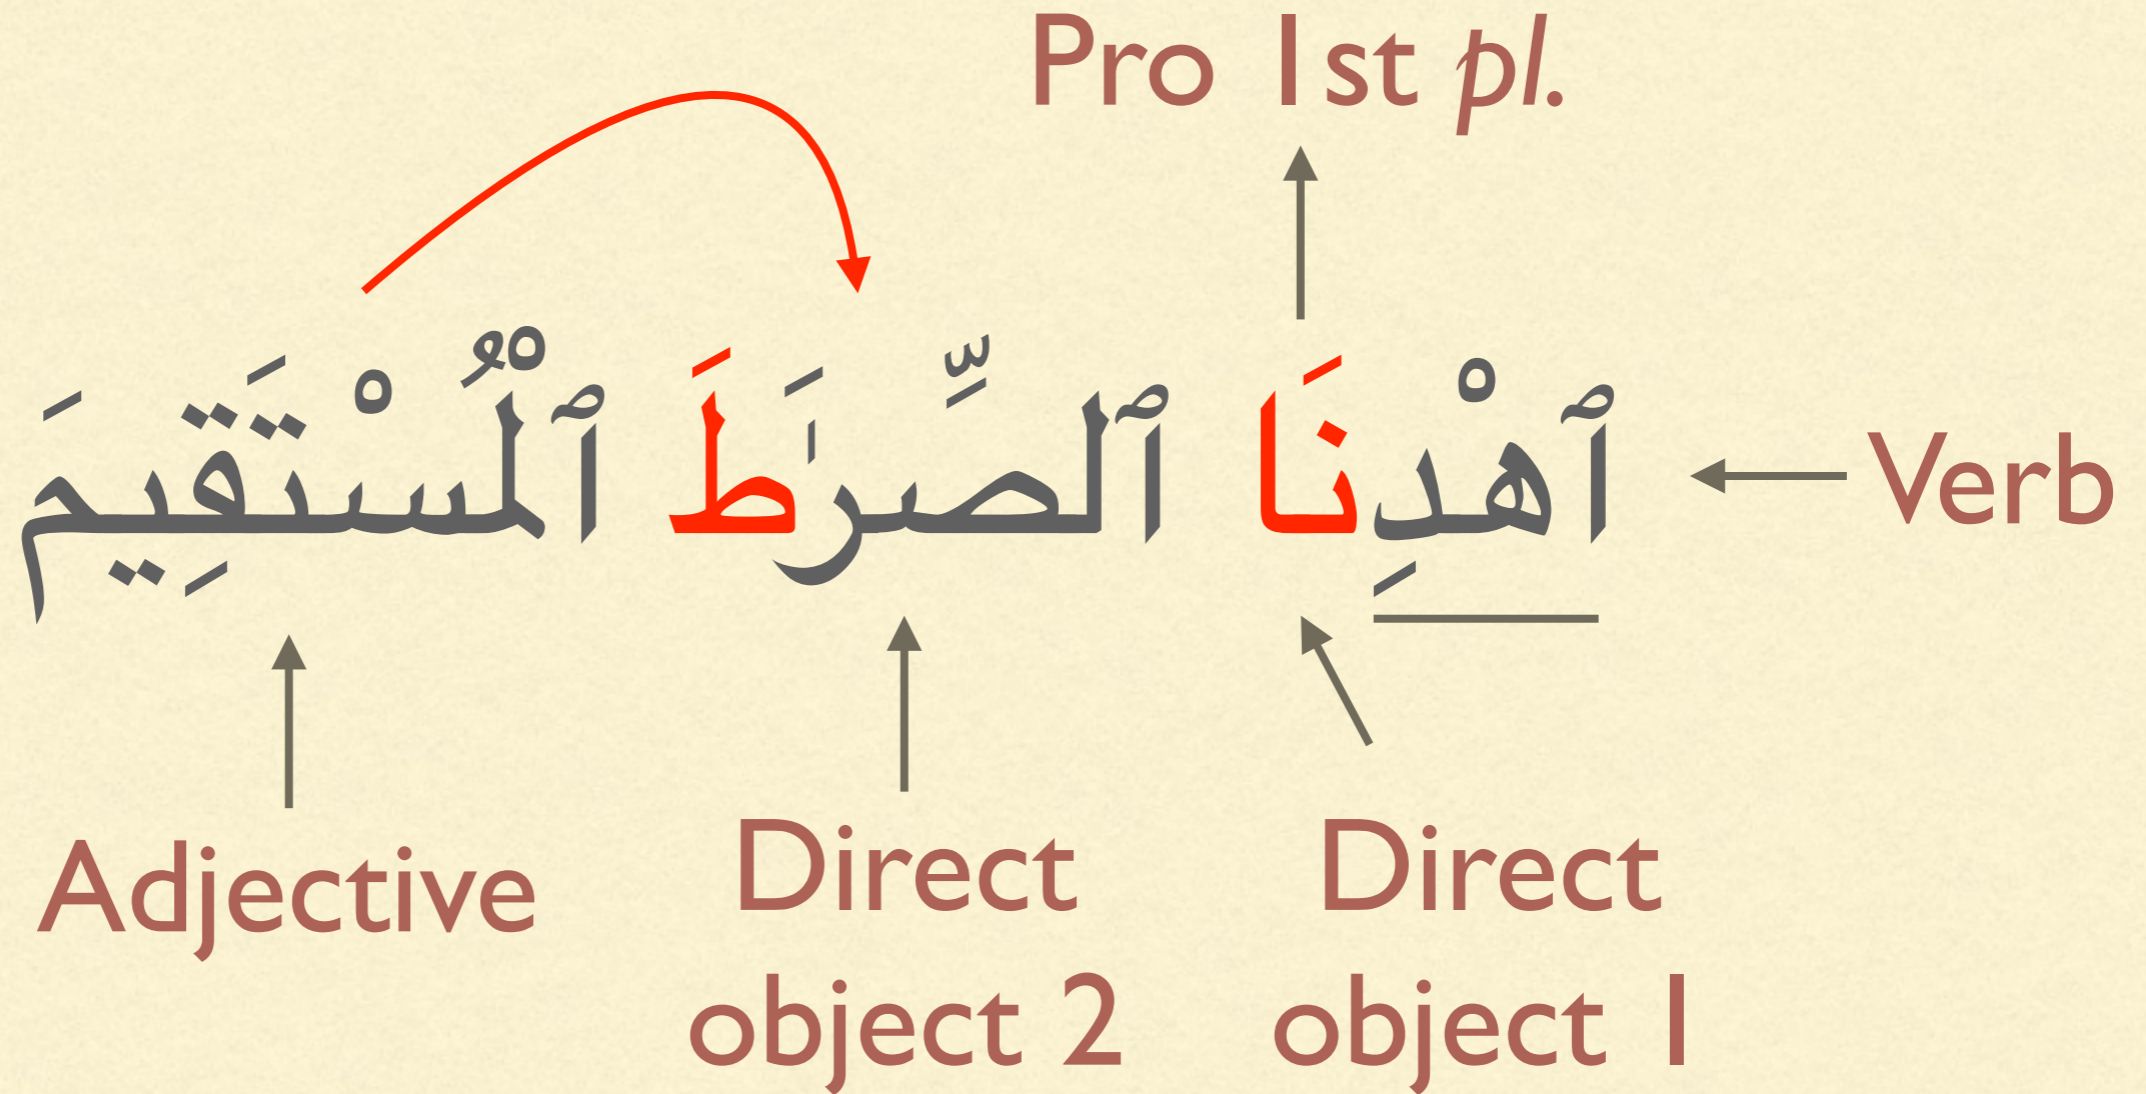 Pro 1st pl.
ٱهْدِنَا ٱلصِّرَٰطَ ٱلْمُسْتَقِيمَ
Verb
Adjective
Direct
object 2
Direct
object 1